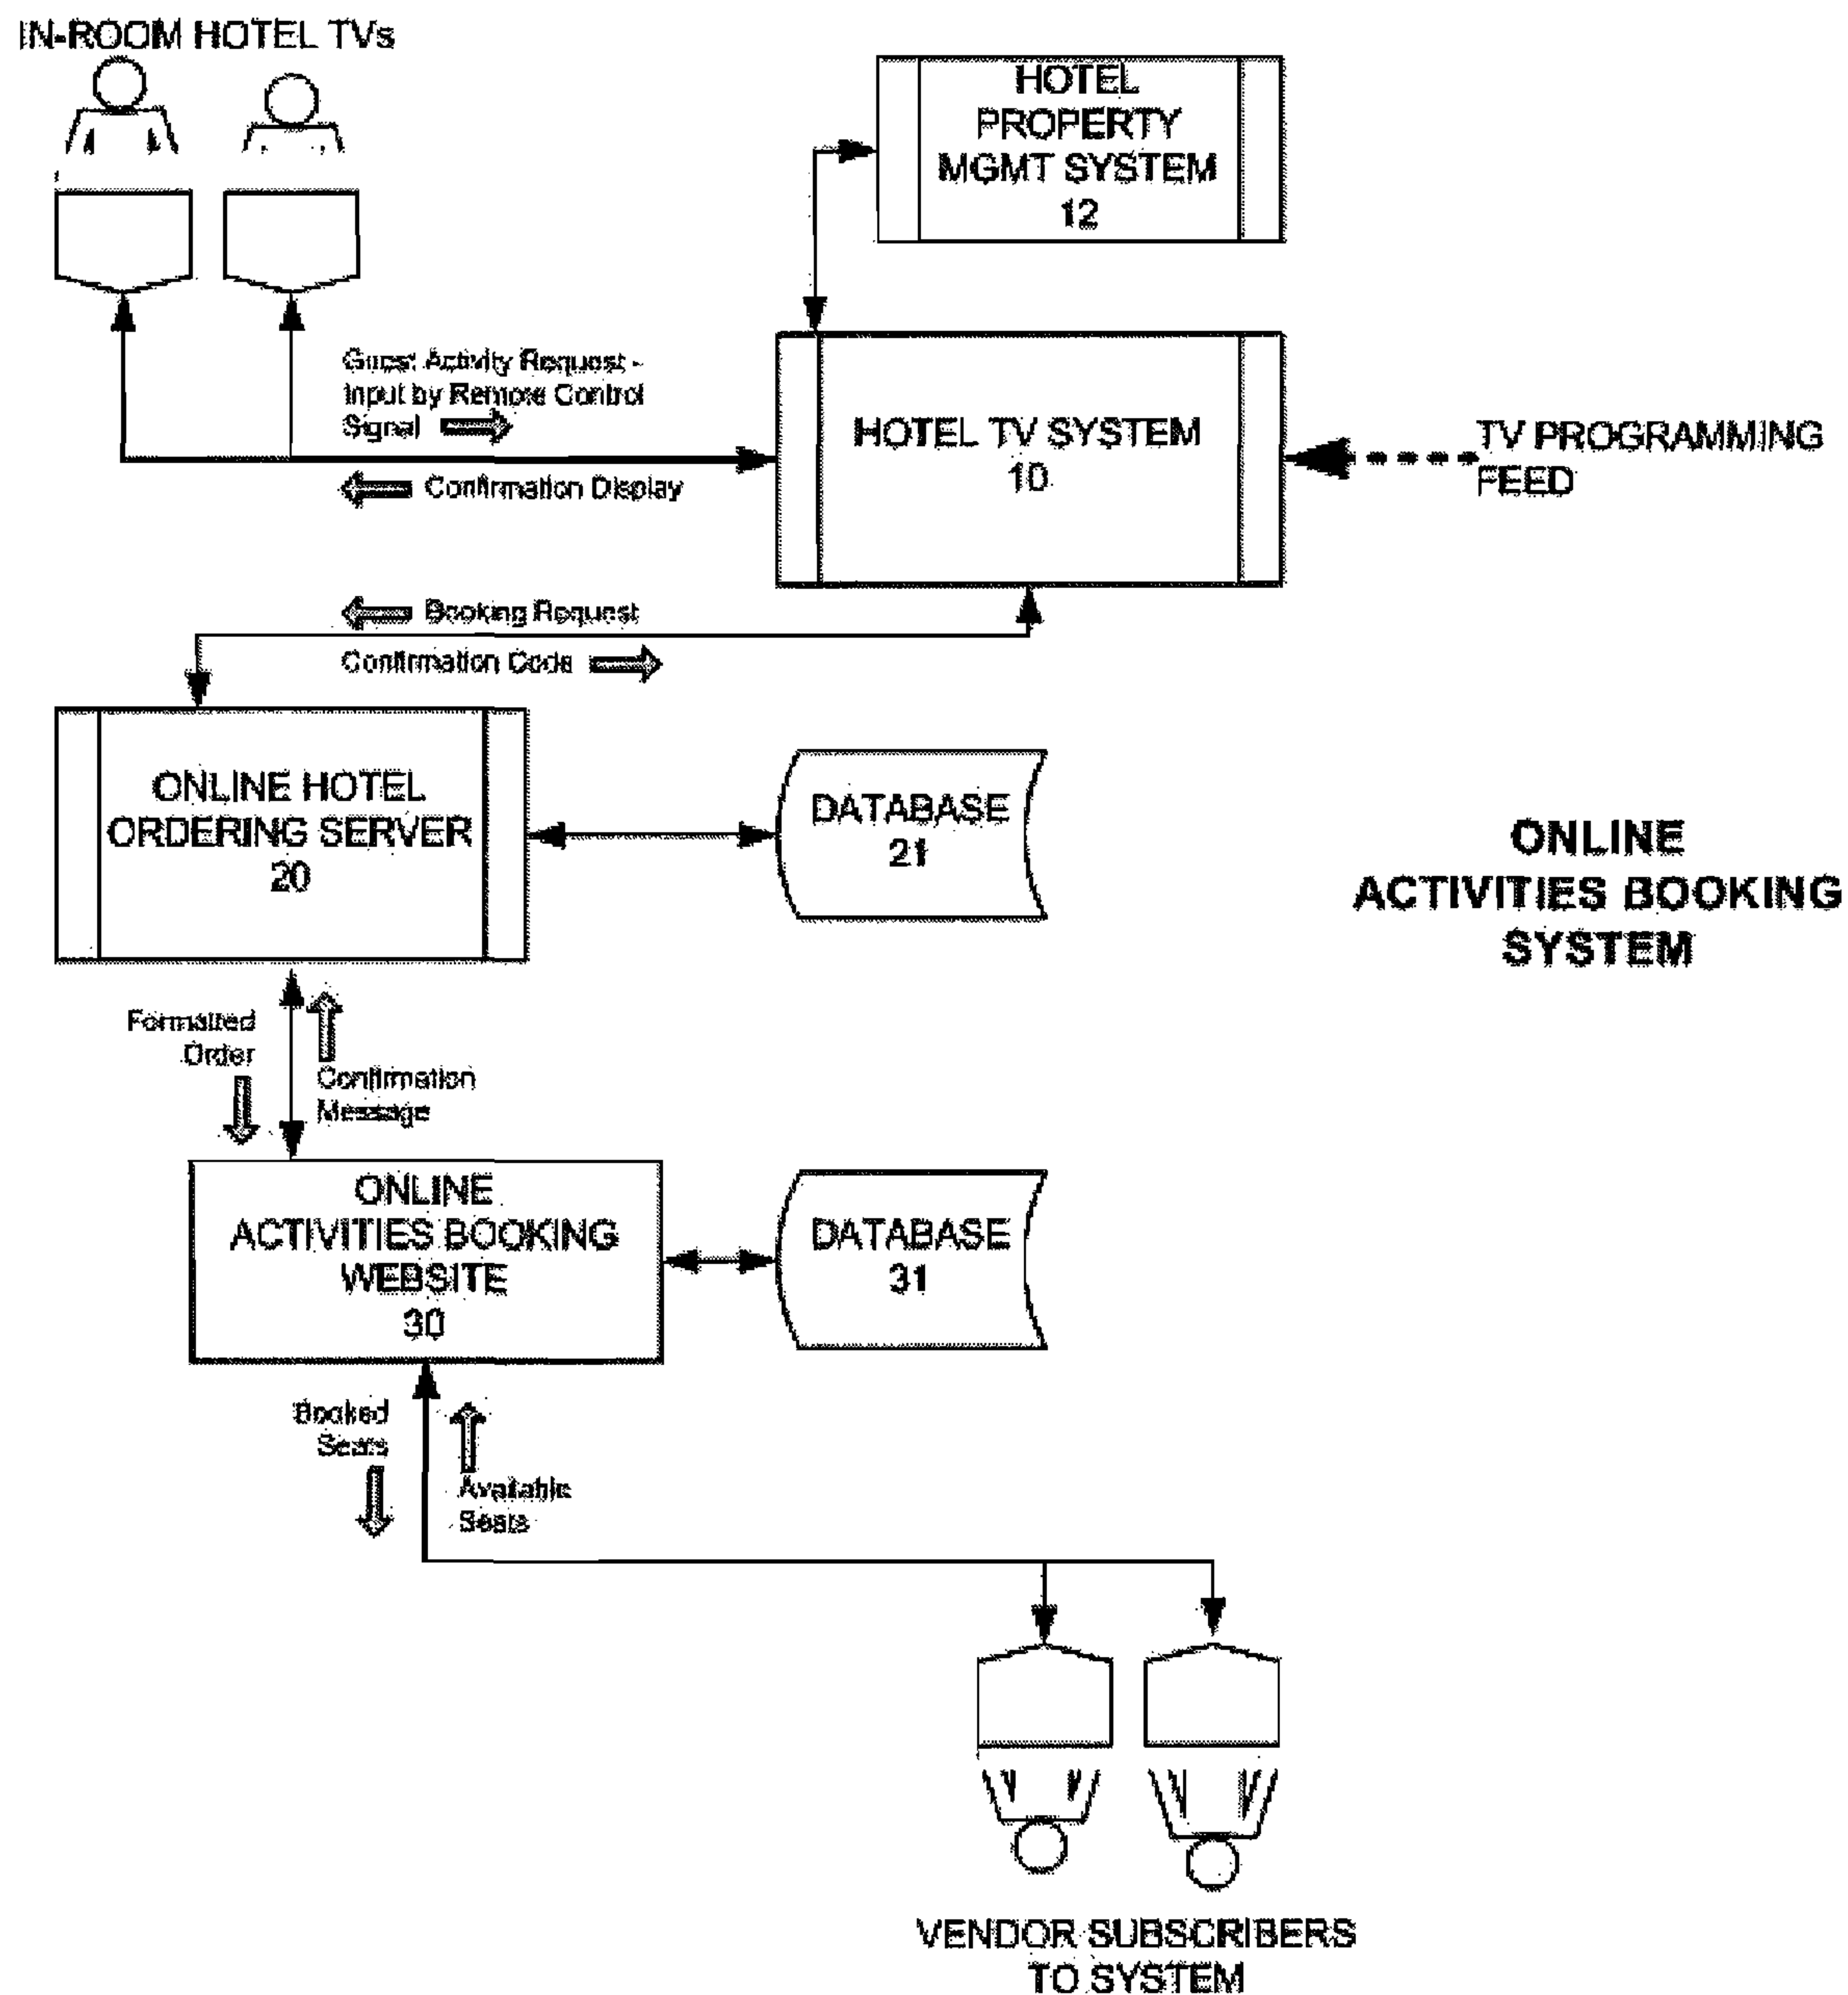 IN-ROOM HOTEL TVs
HOTEL
PROPERTY
MGMT SYSTEM
12
Guest Activity Request -
Input by Remote Control
Signal
HOTEL TV SYSTEM
10
TV PROGRAMMING
FEED
Confirmation Display
Booking Request
Confirmation Code
ONLINE HOTEL
ORDERING SERVER
20
DATABASE
21
ONLINE
ACTIVITIES BOOKING
SYSTEM
Formatted
Order
Confirmation
Message
ONLINE
ACTIVITIES BOOKING
WEBSITE
30
DATABASE
31
Booked
Seats
Available
Seats
VENDOR SUBSCRIBERS
TO SYSTEM